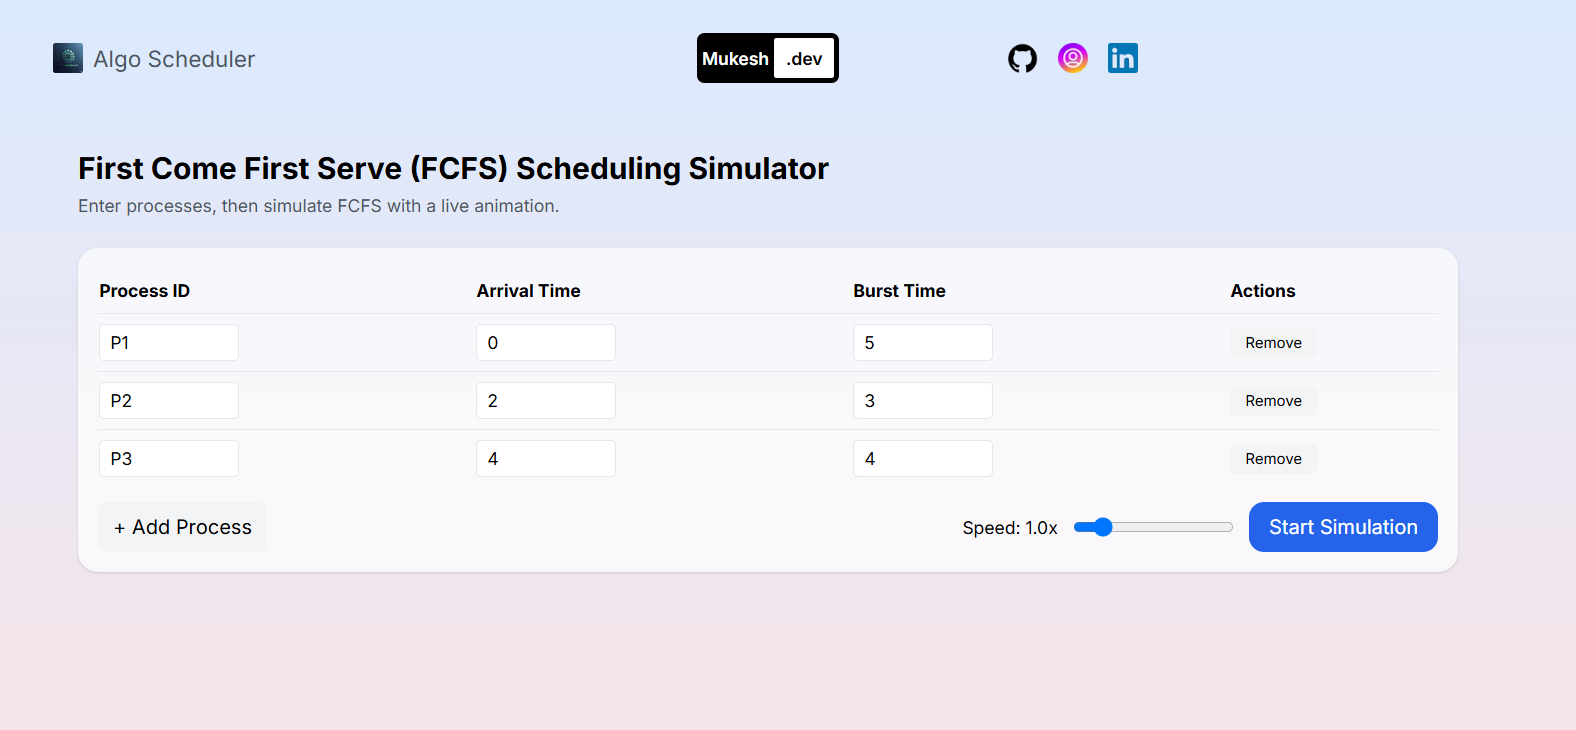 Algo Scheduler
Mukesh .dev
in
First Come First Serve (FCFS) Scheduling Simulator
Enter processes, then simulate FCFS with a live animation.
Process ID Arrival Time Burst Time Actions
P1 0 5 Remove
P2 2 3 Remove
P3 4 4 Remove
+ Add Process Speed: 1.0x Start Simulation